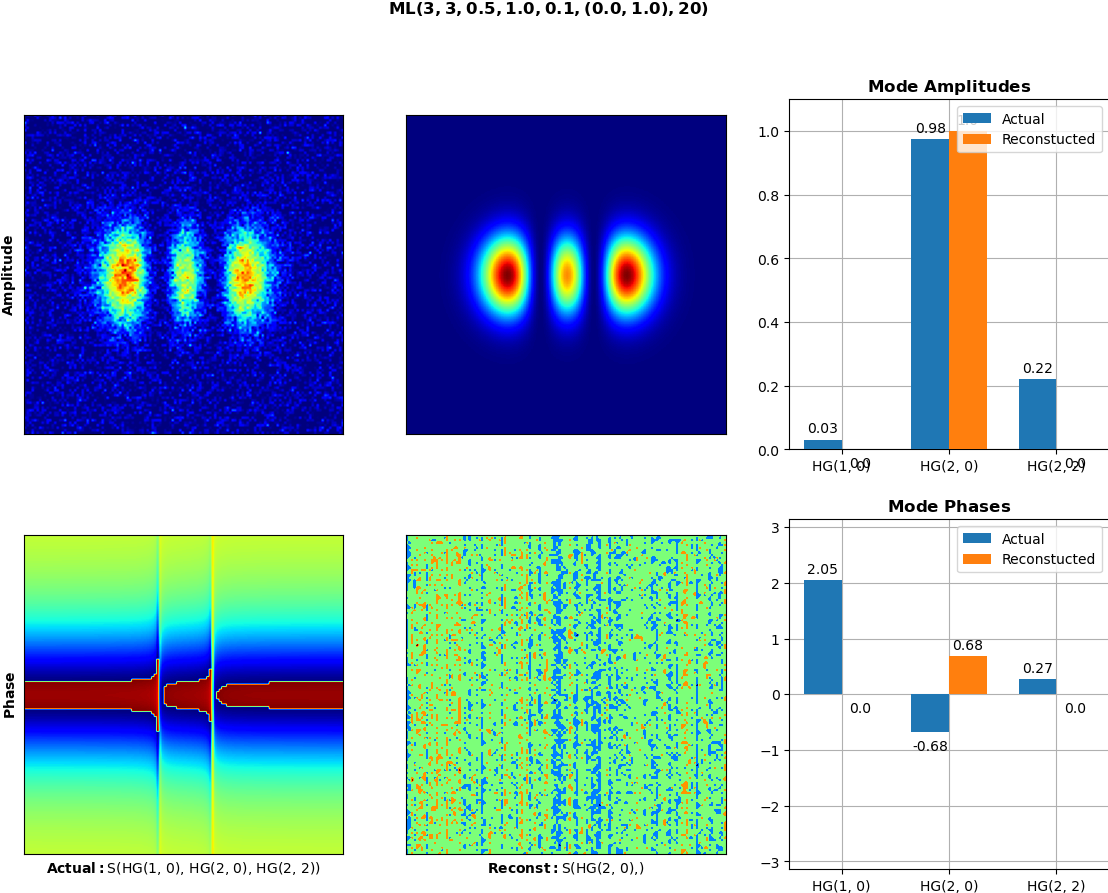 ML(3, 3, 0.5, 1.0, 0.1, (0.0, 1.0), 20)
Amplitude
Mode Amplitudes
Actual
Reconstucted
1.0
0.8
0.6
0.4
0.2
0.0
0.03
0.0
0.98
0.22
0.0
HG(1, 0)
HG(2, 0)
HG(2, 2)
Phase
Actual: S(HG(1, 0), HG(2, 0), HG(2, 2))
Reconst: S(HG(2, 0),)
Mode Phases
Actual
Reconstucted
3
2
1
0
−1
−2
−3
2.05
0.0
-0.68
0.68
0.27
0.0
HG(1, 0)
HG(2, 0)
HG(2, 2)